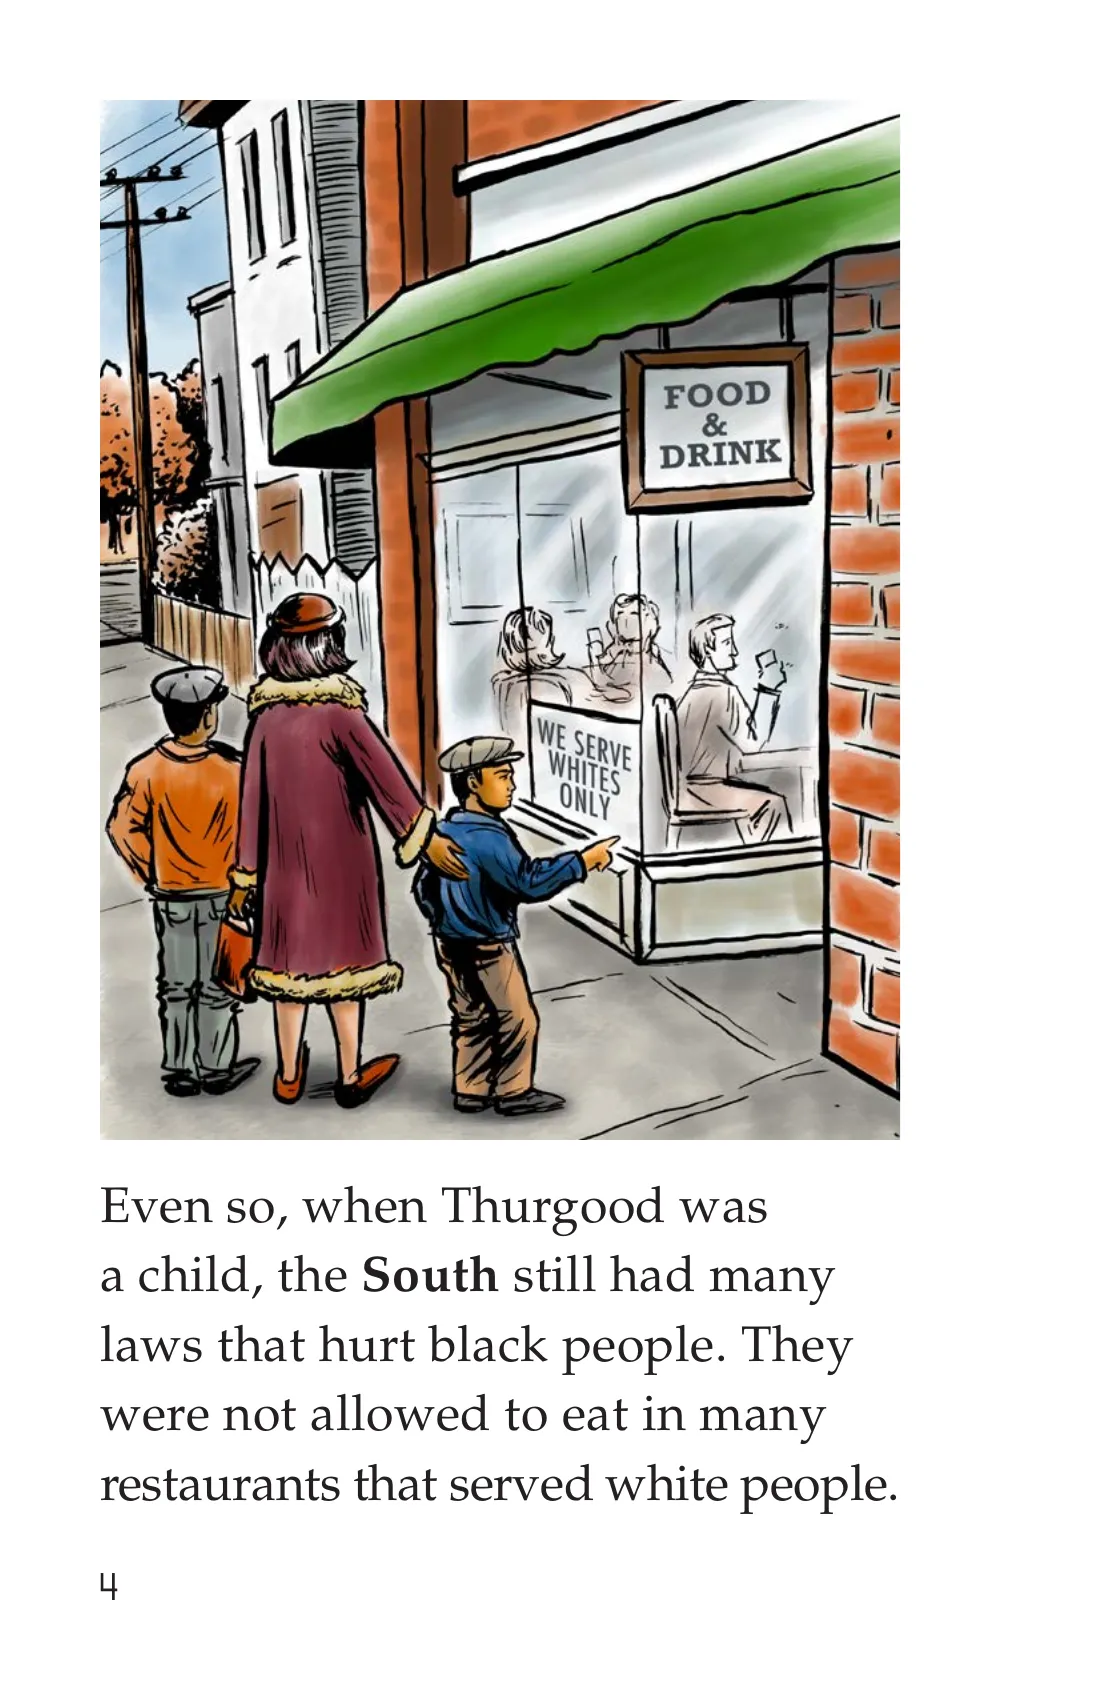 FOOD
&
DRINK
WE SERVE
WHITES
ONLY
Even so, when Thurgood was
a child, the South still had many
laws that hurt black people. They
were not allowed to eat in many
restaurants that served white people.
4